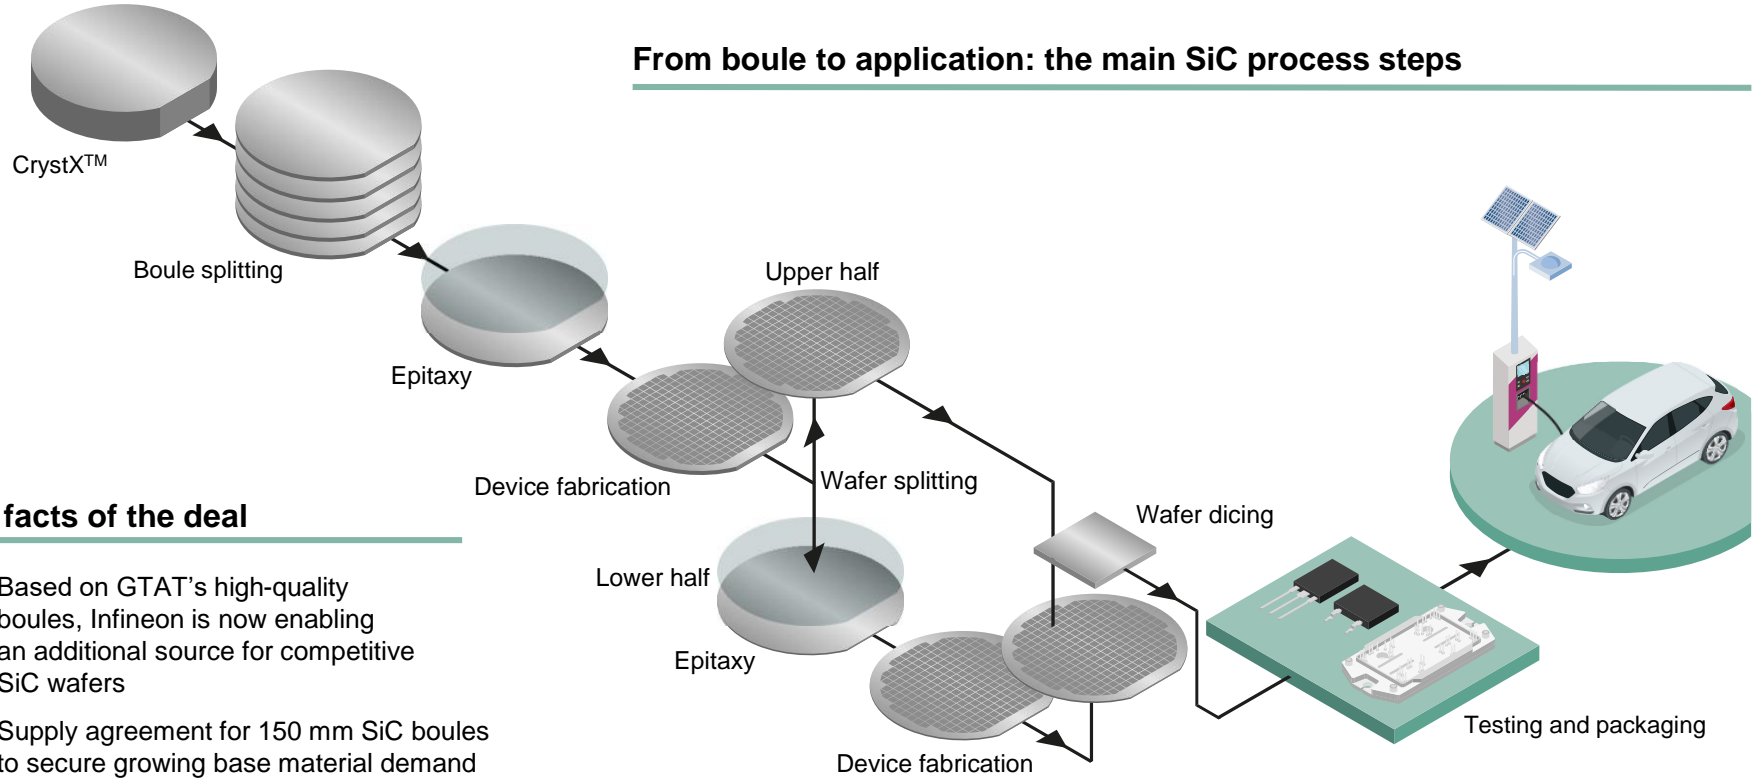 From boule to application: the main SiC process steps
CrystX™
Boule splitting
Epitaxy
Upper half
Device fabrication
Wafer splitting
Lower half
Epitaxy
Device fabrication
Wafer dicing
Testing and packaging
facts of the deal
Based on GTAT’s high-quality
boules, Infineon is now enabling
an additional source for competitive
SiC wafers
Supply agreement for 150 mm SiC boules
to secure growing base material demand